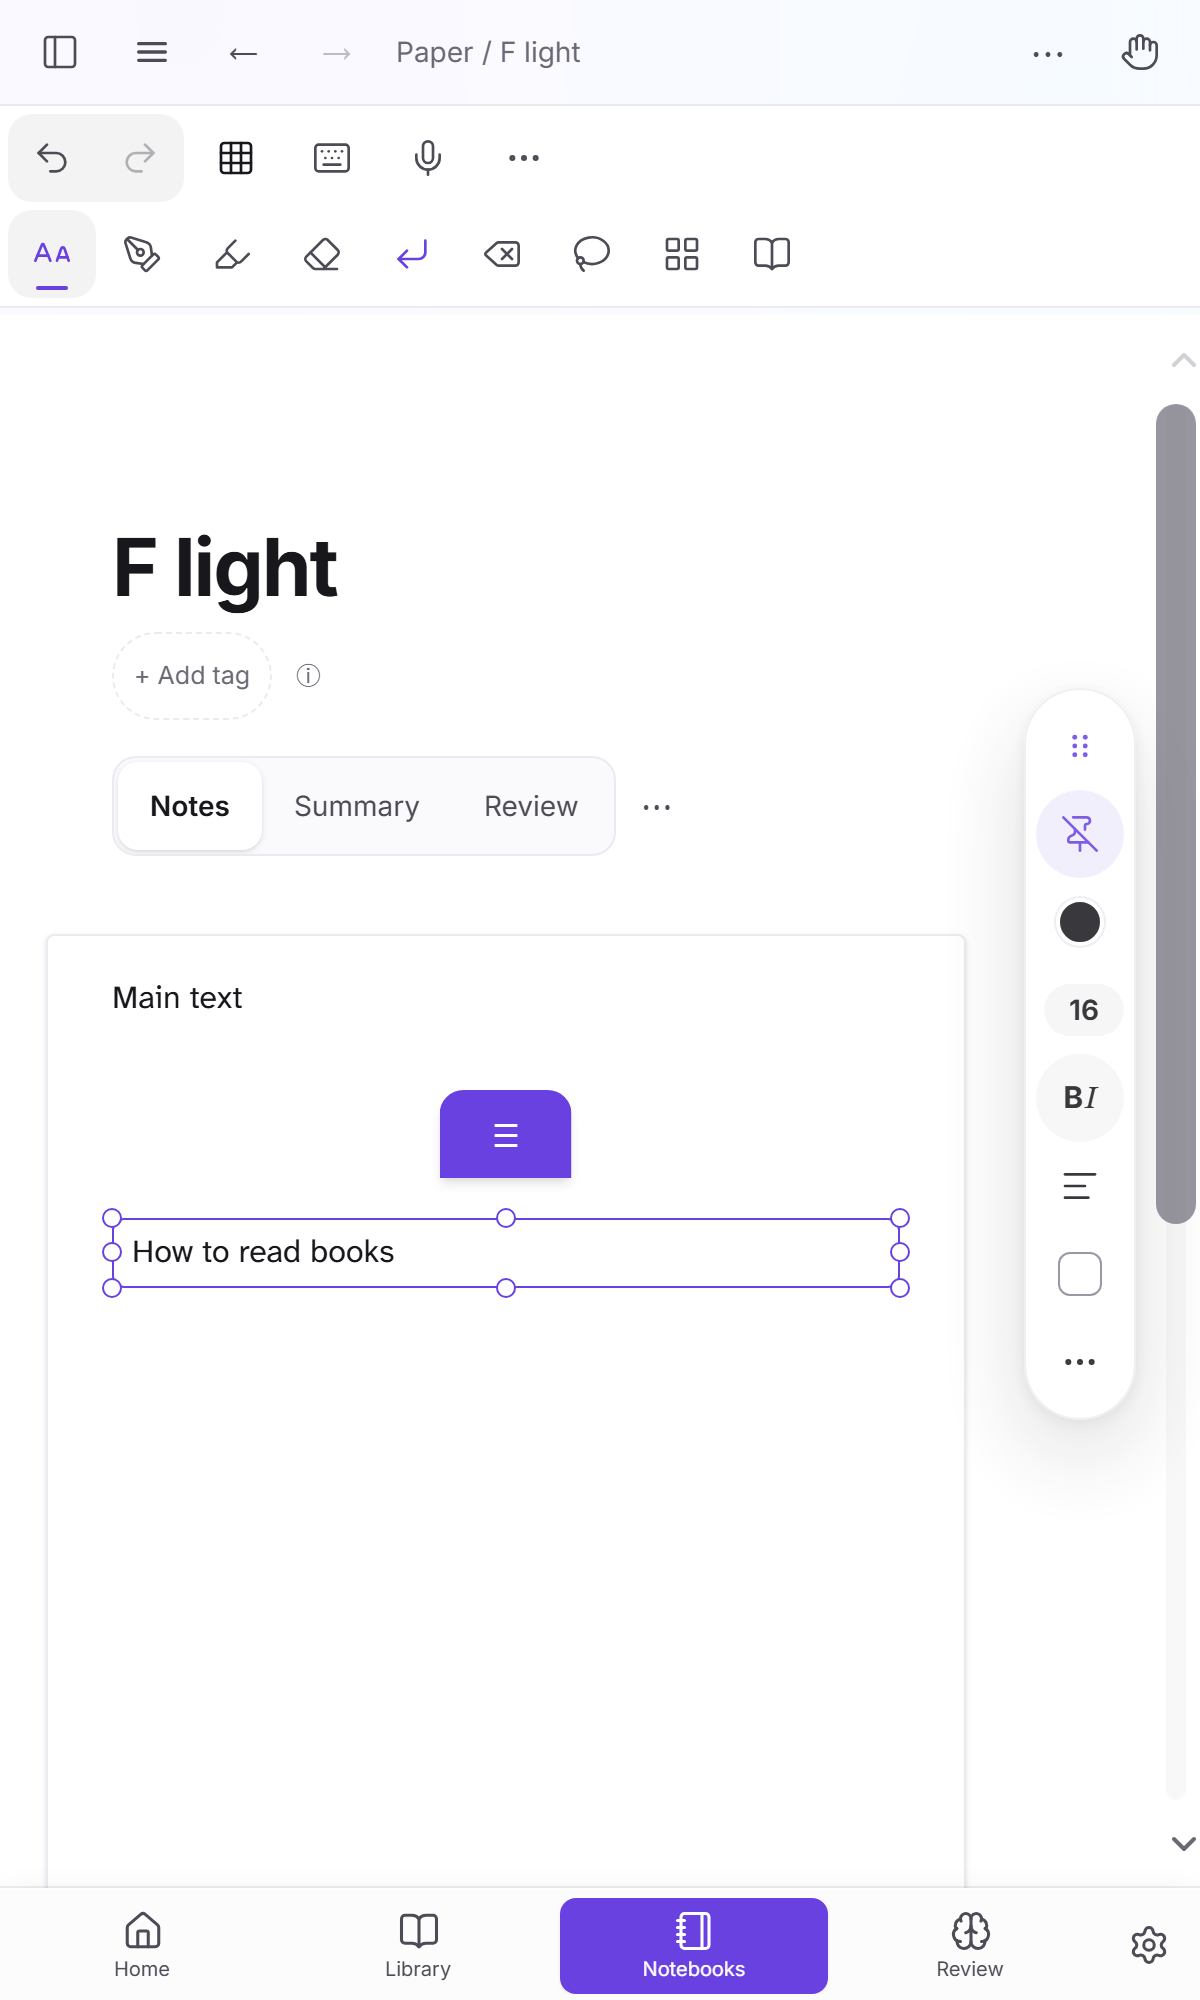 Paper / F light
F light
+ Add tag
Notes
Summary
Review
Main text
16
BI
How to read books
Home
Library
Notebooks
Review